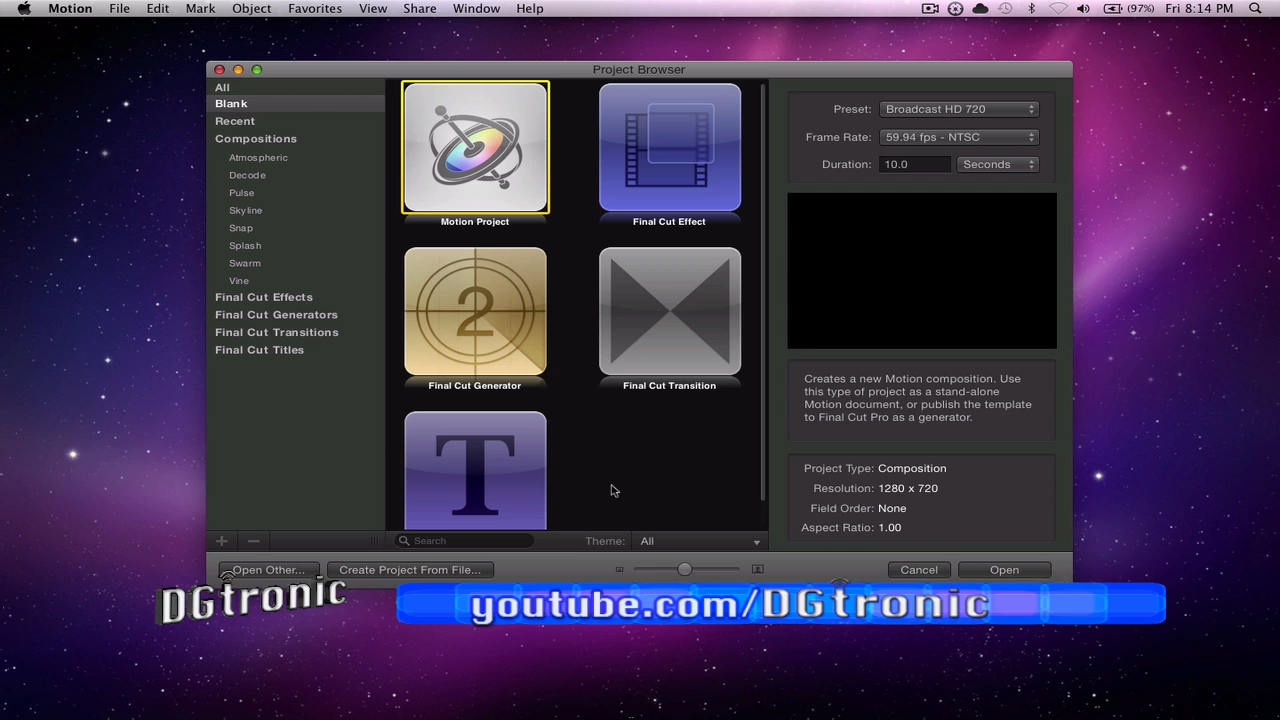 Motion File Edit Mark Object Favorites View Share Window Help (97%) Fri 8:14 PM
Project Browser
All
Blank
Recent
Compositions
Atmospheric
Decode
Pulse
Skyline
Snap
Splash
Swarm
Vine
Final Cut Effects
Final Cut Generators
Final Cut Transitions
Final Cut Titles
Motion Project
Final Cut Effect
2
Final Cut Generator
Final Cut Transition
T
Search
Theme: All
Preset: Broadcast HD 720
Frame Rate: 59.94 fps - NTSC
Duration: 10.0 Seconds
Creates a new Motion composition. Use
this type of project as a stand-alone
Motion document, or publish the template
to Final Cut Pro as a generator.
Project Type: Composition
Resolution: 1280 x 720
Field Order: None
Aspect Ratio: 1.00
Open Other... Create Project From File... Cancel Open
DGtronic
youtube.com/DGtronic